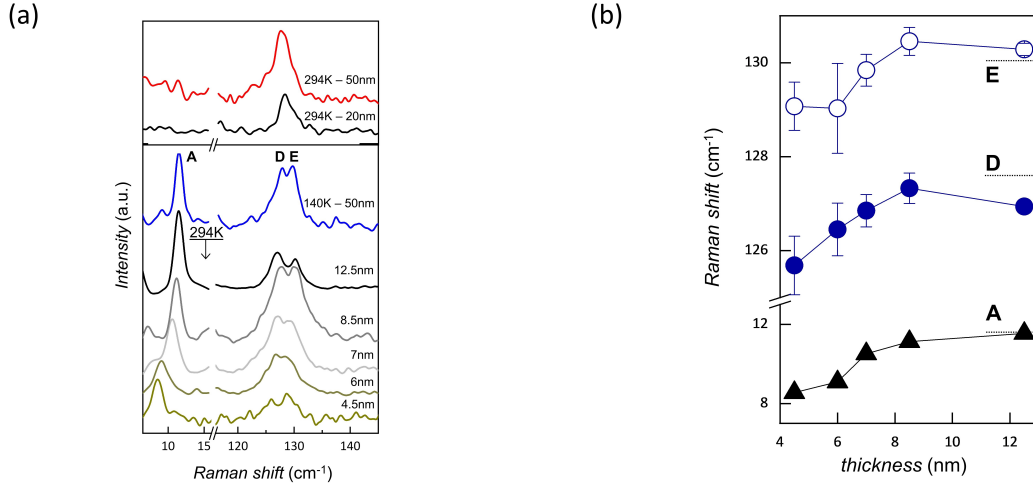 (a)
294K – 50nm
294K – 20nm
A
D E
140K – 50nm
294K
12.5nm
8.5nm
7nm
6nm
4.5nm
Intensity (a.u.)
10 15 120 130 140
Raman shift (cm⁻¹)
(b)
130
128
126
12
8
E
D
A
Raman shift (cm⁻¹)
4 6 8 10 12
thickness (nm)